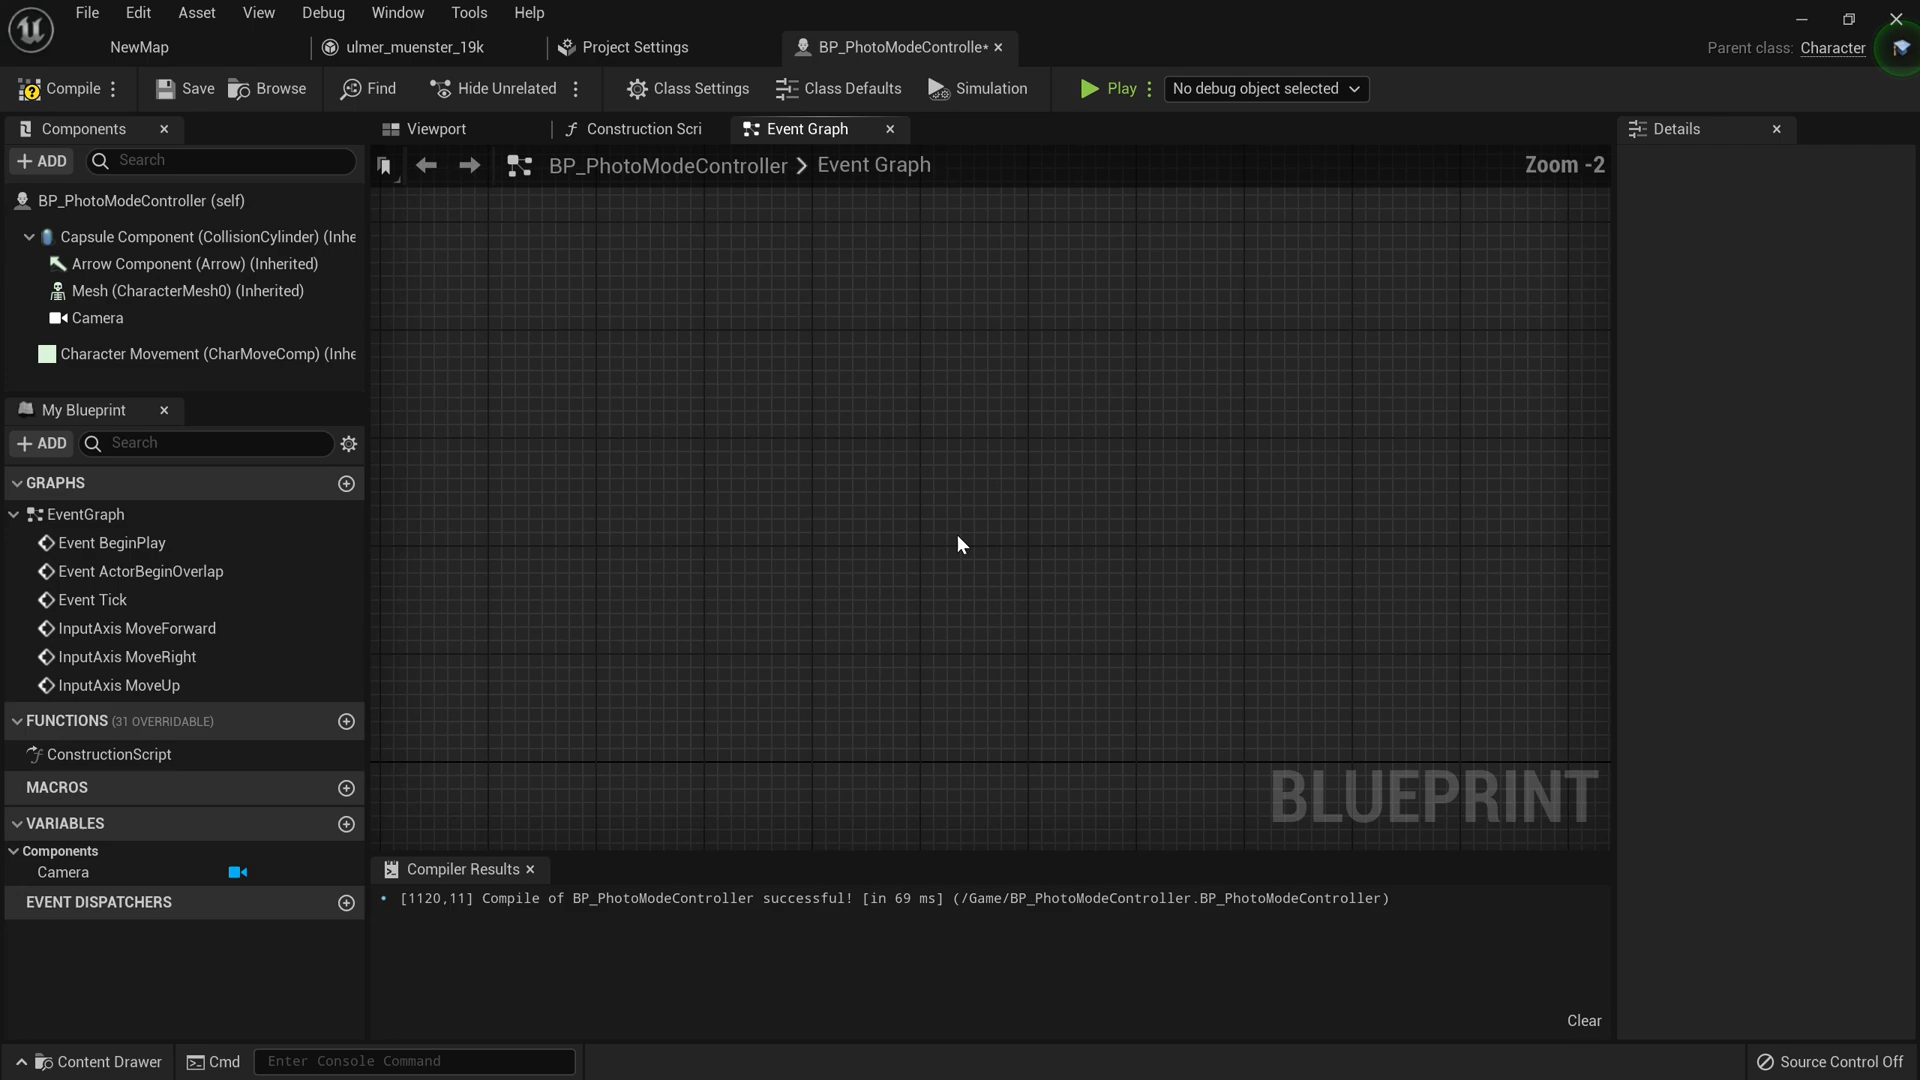 File Edit Asset View Debug Window Tools Help
NewMap ulmer_muenster_19k Project Settings BP_PhotoModeControlle* Parent class: Character
Compile Save Browse Find Hide Unrelated Class Settings Class Defaults Simulation Play No debug object selected
Components Viewport Construction Scri Event Graph Details
+ ADD Search BP_PhotoModeController > Event Graph Zoom -2
BP_PhotoModeController (self)
Capsule Component (CollisionCylinder) (Inhe
Arrow Component (Arrow) (Inherited)
Mesh (CharacterMesh0) (Inherited)
Camera
Character Movement (CharMoveComp) (Inhe
My Blueprint
+ ADD Search
GRAPHS
EventGraph
Event BeginPlay
Event ActorBeginOverlap
Event Tick
InputAxis MoveForward
InputAxis MoveRight
InputAxis MoveUp
FUNCTIONS (31 OVERRIDABLE)
ConstructionScript
MACROS
VARIABLES
Components
Camera
EVENT DISPATCHERS
BLUEPRINT
Compiler Results
• [1120,11] Compile of BP_PhotoModeController successful! [in 69 ms] (/Game/BP_PhotoModeController.BP_PhotoModeController)
Clear
Content Drawer Cmd Enter Console Command Source Control Off